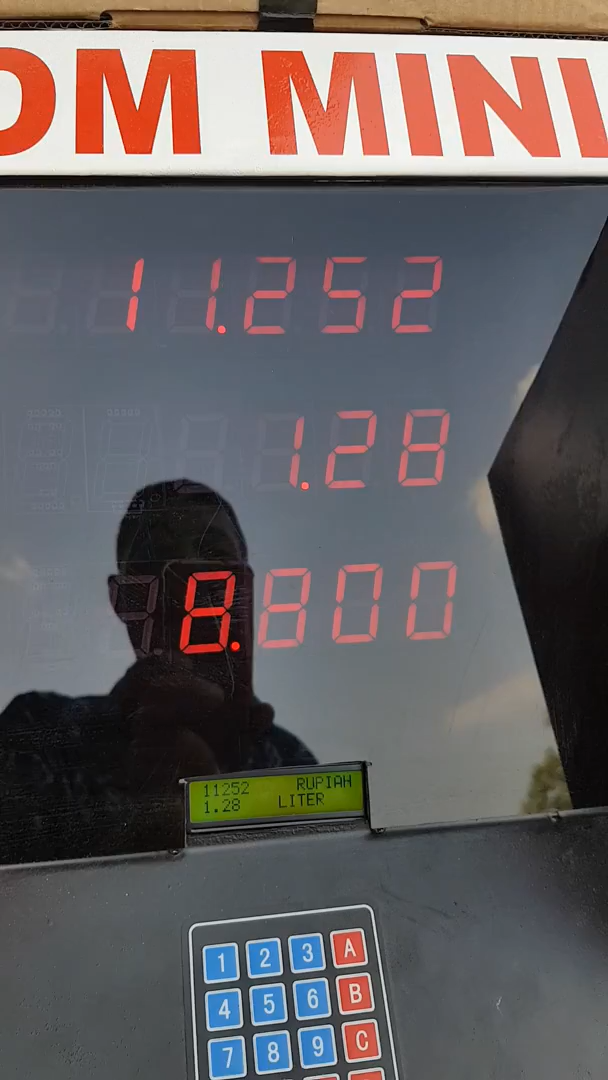 OM MINI
11.252
1.28
8.800
11252 RUPIAH
1.28 LITER
1 2 3 A
4 5 6 B
7 8 9 C